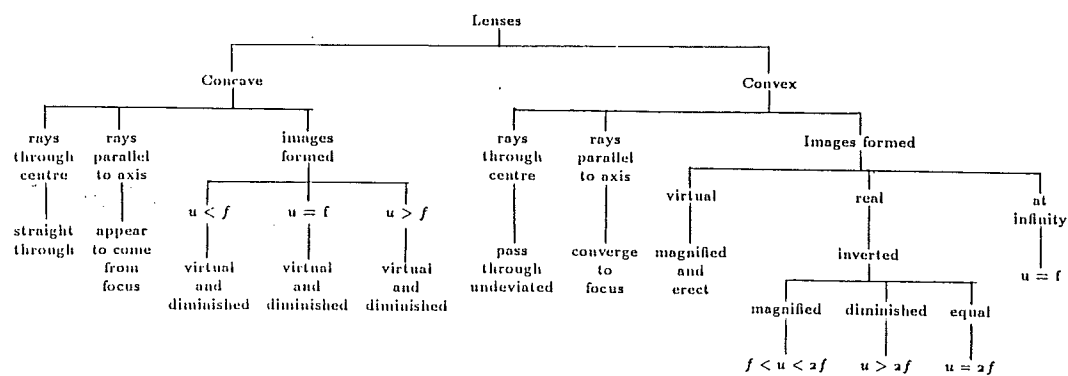 Lenses
Concave
rays
through
centre
straight
through
rays
parallel
to axis
appear
to come
from
focus
images
formed
u < f
virtual
and
diminished
u = f
virtual
and
diminished
u > f
virtual
and
diminished
Convex
rays
through
centre
pass
through
undeviated
rays
parallel
to axis
converge
to
focus
Images formed
virtual
magnified
and
erect
real
inverted
magnified
f < u < 2f
diminished
u > 2f
equal
u = 2f
at
infinity
u = f